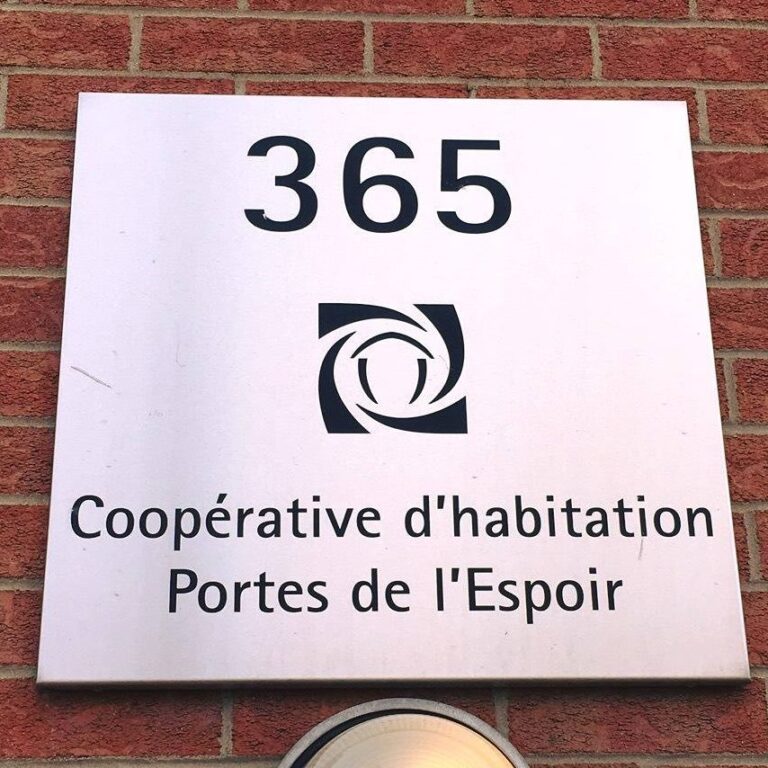 365
Coopérative d'habitation
Portes de l'Espoir